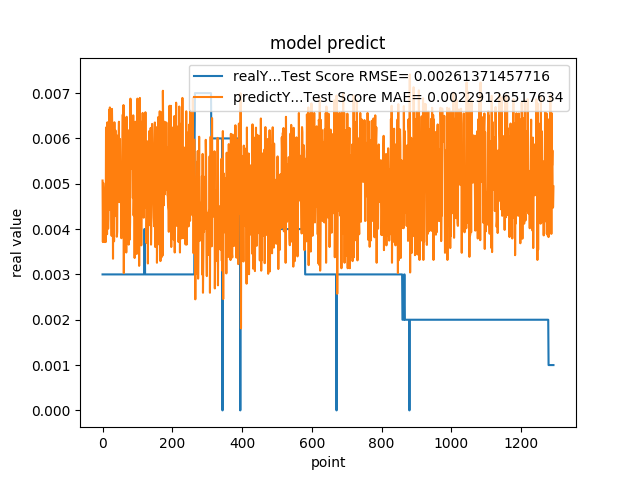 model predict
realY...Test Score RMSE= 0.00261371457716
predictY...Test Score MAE= 0.00229126517634
0.007
0.006
0.005
0.004
0.003
0.002
0.001
0.000
real value
0 200 400 600 800 1000 1200
point